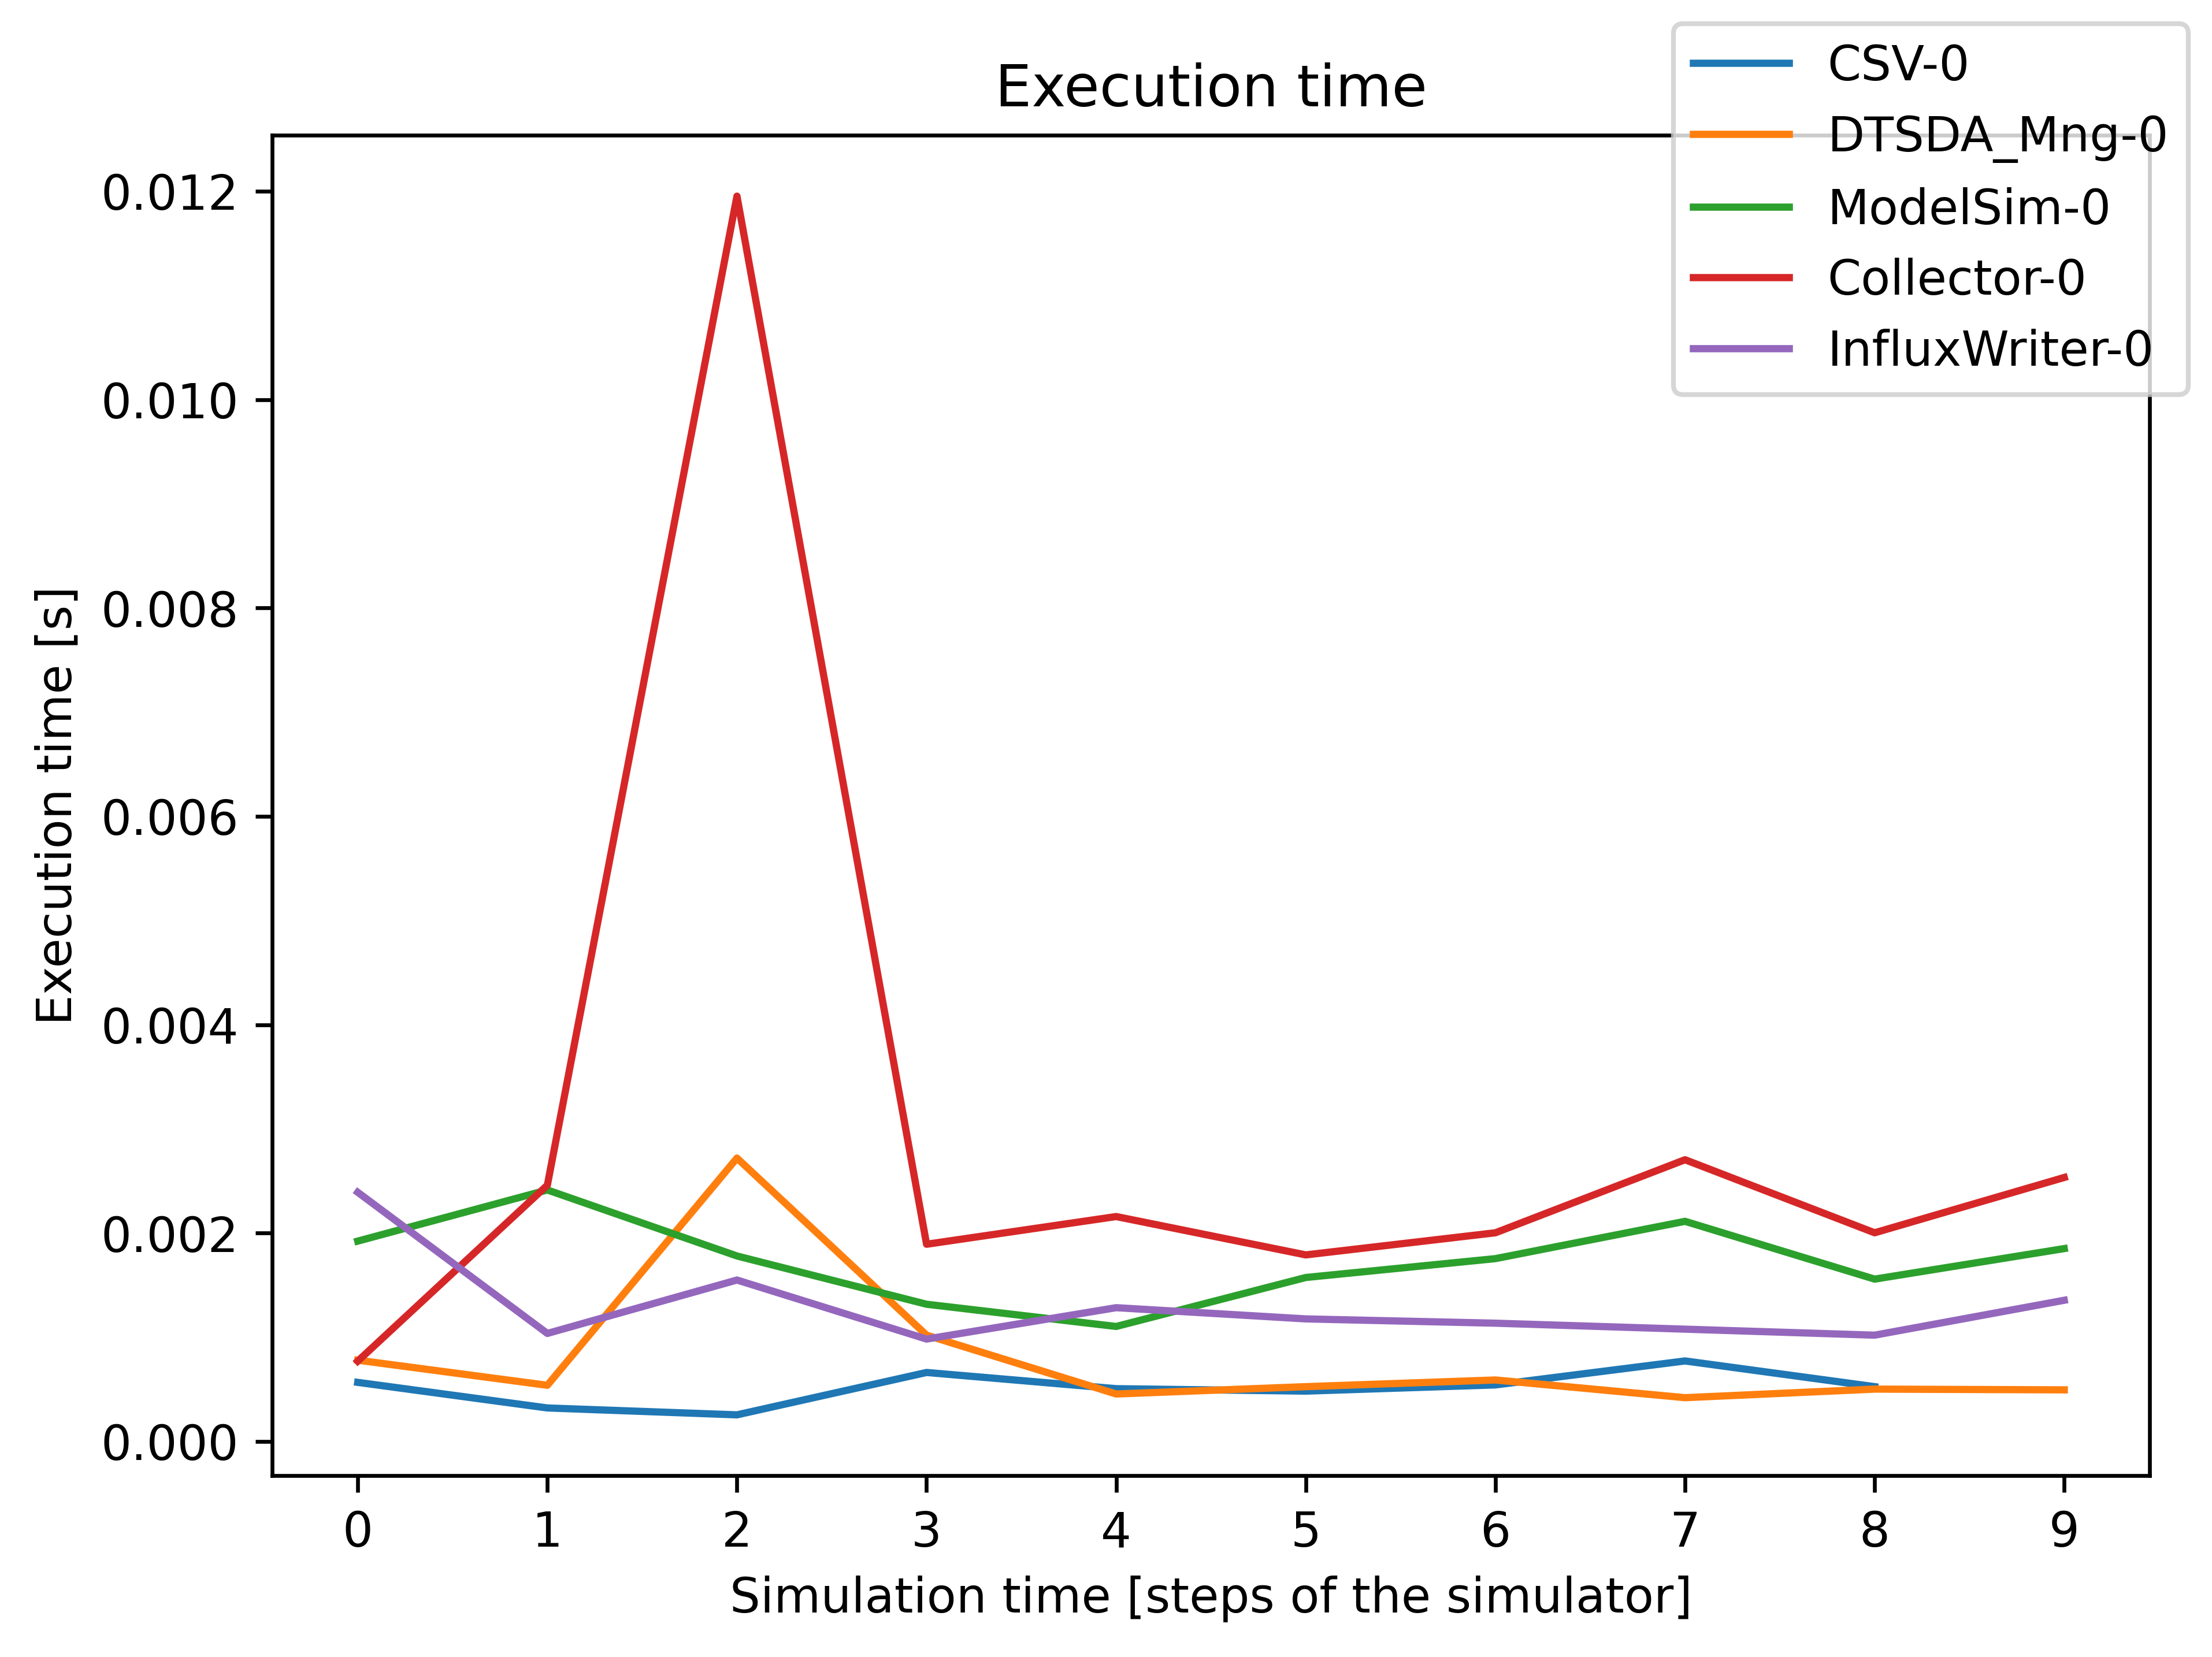 Execution time
CSV-0
DTSDA_Mng-0
ModelSim-0
Collector-0
InfluxWriter-0
Execution time [s]
0.012
0.010
0.008
0.006
0.004
0.002
0.000
0 1 2 3 4 5 6 7 8 9
Simulation time [steps of the simulator]